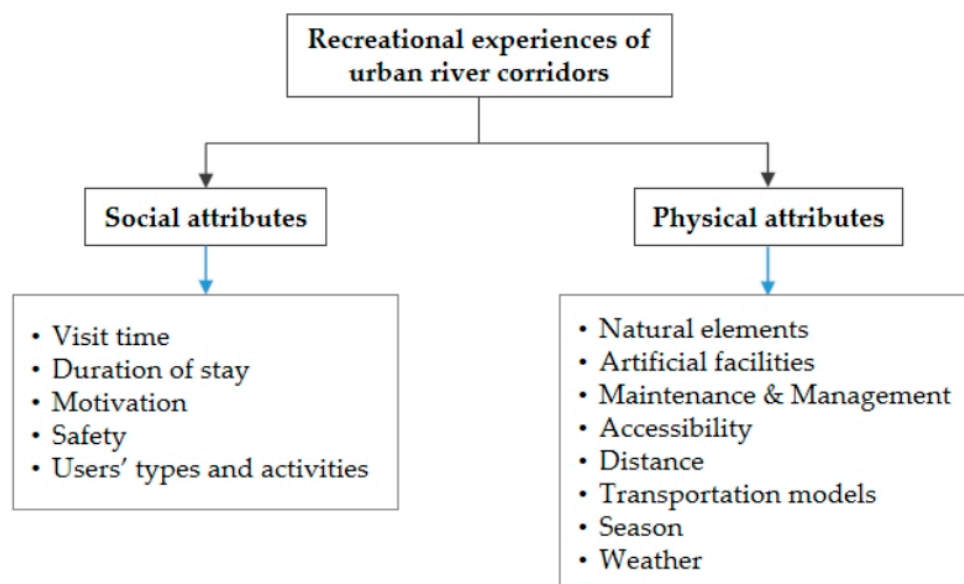 Recreational experiences of
urban river corridors
Social attributes
Physical attributes
• Visit time
• Duration of stay
• Motivation
• Safety
• Users’ types and activities
• Natural elements
• Artificial facilities
• Maintenance & Management
• Accessibility
• Distance
• Transportation models
• Season
• Weather